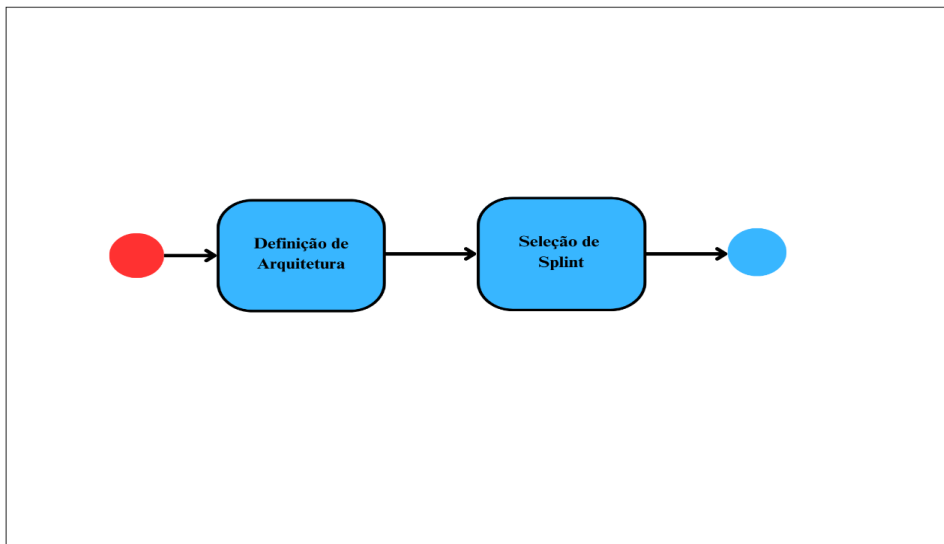 Definição de
Arquitetura
Seleção de
Splint